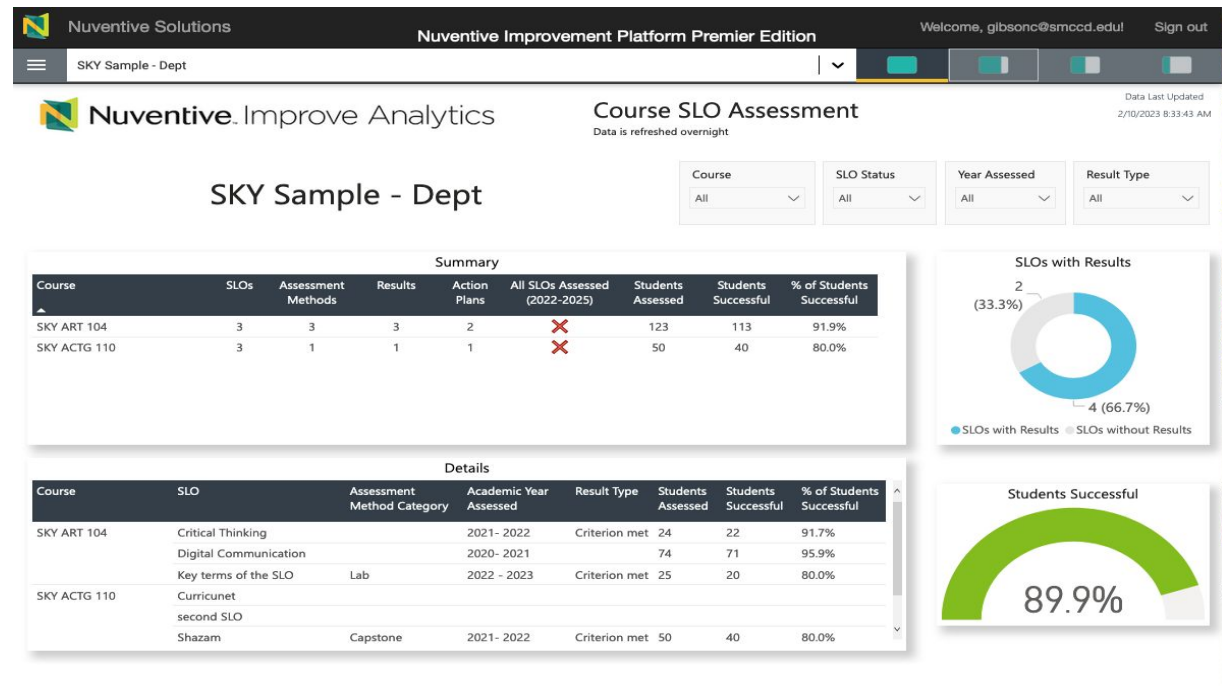 Nuventive Solutions
Nuventive Improvement Platform Premier Edition
Welcome, gibsonc@smccd.edu! Sign out
SKY Sample - Dept
Nuventive. Improve Analytics
Course SLO Assessment
Data is refreshed overnight
Data Last Updated
2/10/2023 8:33:43 AM
SKY Sample - Dept
Course SLO Status Year Assessed Result Type
All All All All
Summary
Course SLOs Assessment Methods Results Action Plans All SLOs Assessed (2022-2025) Students Assessed Students Successful % of Students Successful
SKY ART 104 3 3 3 2 123 113 91.9%
SKY ACTG 110 3 1 1 1 50 40 80.0%
SLOs with Results
2
(33.3%)
4 (66.7%)
SLOs with Results SLOs without Results
Details
Course SLO Assessment Method Category Academic Year Assessed Result Type Students Assessed Students Successful % of Students Successful
SKY ART 104 Critical Thinking 2021- 2022 Criterion met 24 22 91.7%
Digital Communication 2020- 2021 74 71 95.9%
Key terms of the SLO Lab 2022 - 2023 Criterion met 25 20 80.0%
SKY ACTG 110 Curricunet
second SLO
Shazam Capstone 2021- 2022 Criterion met 50 40 80.0%
Students Successful
89.9%